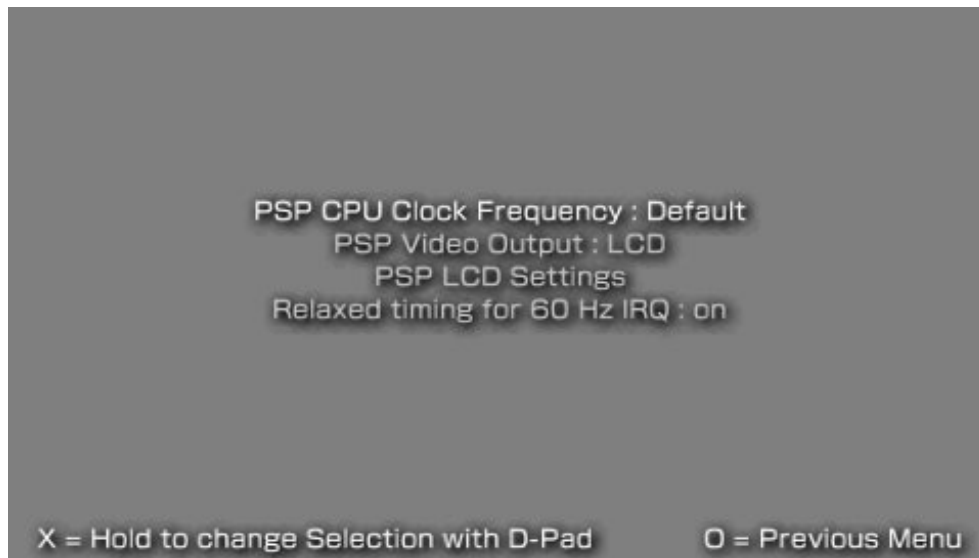 PSP CPU Clock Frequency : Default
PSP Video Output : LCD
PSP LCD Settings
Relaxed timing for 60 Hz IRQ : on
X = Hold to change Selection with D-Pad O = Previous Menu